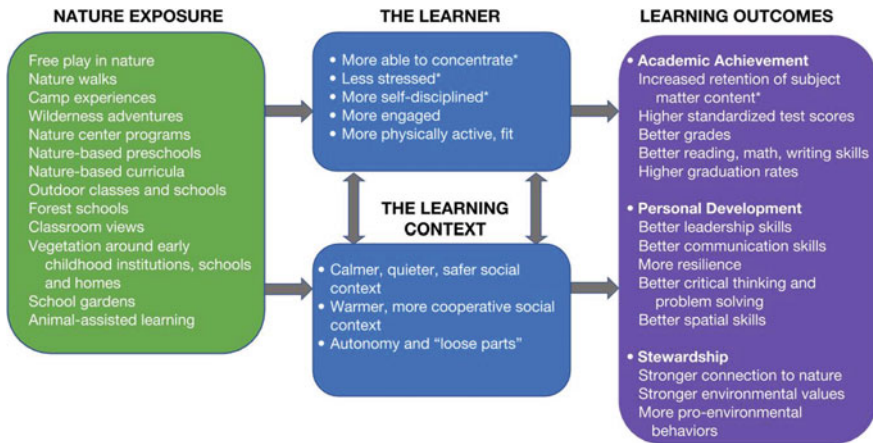 NATURE EXPOSURE
Free play in nature
Nature walks
Camp experiences
Wilderness adventures
Nature center programs
Nature-based preschools
Nature-based curricula
Outdoor classes and schools
Forest schools
Classroom views
Vegetation around early
childhood institutions, schools
and homes
School gardens
Animal-assisted learning
THE LEARNER
• More able to concentrate*
• Less stressed*
• More self-disciplined*
• More engaged
• More physically active, fit
THE LEARNING
CONTEXT
• Calmer, quieter, safer social
context
• Warmer, more cooperative social
context
• Autonomy and “loose parts”
LEARNING OUTCOMES
• Academic Achievement
Increased retention of subject
matter content*
Higher standardized test scores
Better grades
Better reading, math, writing skills
Higher graduation rates
• Personal Development
Better leadership skills
Better communication skills
More resilience
Better critical thinking and
problem solving
Better spatial skills
• Stewardship
Stronger connection to nature
Stronger environmental values
More pro-environmental
behaviors